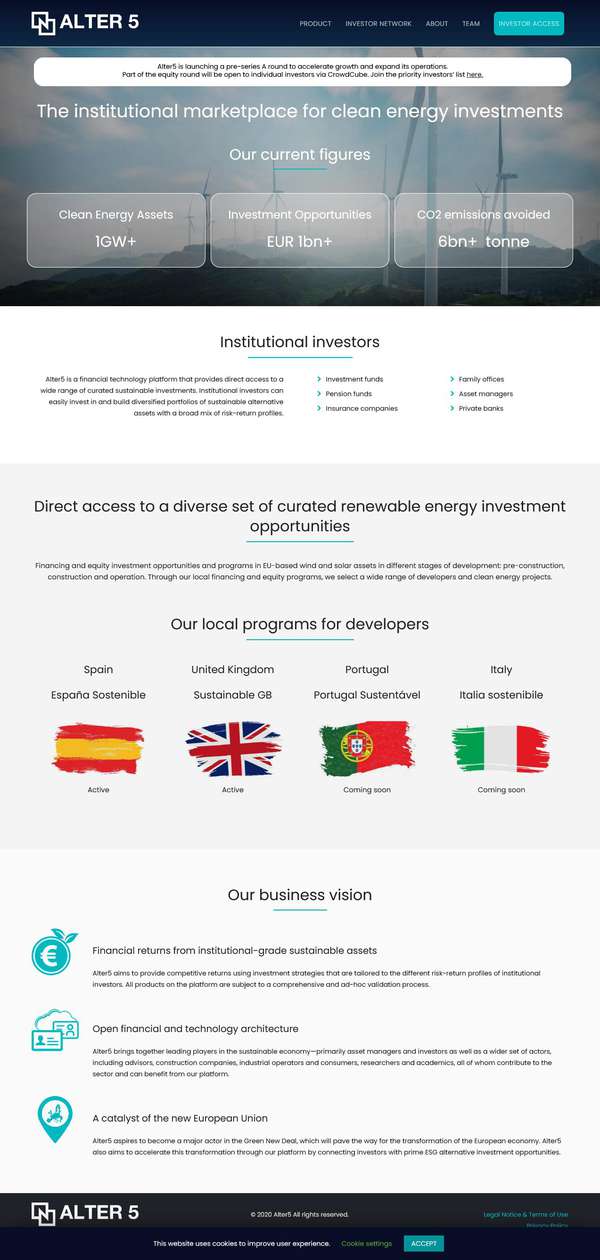 ALTER 5
PRODUCT
INVESTOR NETWORK
ABOUT
TEAM
INVESTOR ACCESS
Alter5 is launching a pre-series A round to accelerate growth and expand its operations.
Part of the equity round will be open to individual investors via CrowdCube. Join the priority investors' list here.
The institutional marketplace for clean energy investments
Our current figures
Clean Energy Assets
1GW+
Investment Opportunities
EUR 1bn+
CO2 emissions avoided
6bn+ tonne
Institutional investors
Alter5 is a financial technology platform that provides direct access to a
wide range of curated sustainable investments. Institutional investors can
easily invest in and build diversified portfolios of sustainable alternative
assets with a broad mix of risk-return profiles.
Investment funds
Pension funds
Insurance companies
Family offices
Asset managers
Private banks
Direct access to a diverse set of curated renewable energy investment
opportunities
Financing and equity investment opportunities and programs in EU-based wind and solar assets in different stages of development: pre-construction,
construction and operation. Through our local financing and equity programs, we select a wide range of developers and clean energy projects.
Our local programs for developers
Spain
España Sostenible
Active
United Kingdom
Sustainable GB
Active
Portugal
Portugal Sustentável
Coming soon
Italy
Italia sostenibile
Coming soon
Our business vision
Financial returns from institutional-grade sustainable assets
Alter5 aims to provide competitive returns using investment strategies that are tailored to the different risk-return profiles of institutional
investors. All products on the platform are subject to a comprehensive and ad-hoc validation process.
Open financial and technology architecture
Alter5 brings together leading players in the sustainable economy—primarily asset managers and investors as well as a wider set of actors,
including advisors, construction companies, industrial operators and consumers, researchers and academics, all of whom contribute to the
sector and can benefit from our platform.
A catalyst of the new European Union
Alter5 aspires to become a major actor in the Green New Deal, which will pave the way for the transformation of the European economy. Alter5
also aims to accelerate this transformation through our platform by connecting investors with prime ESG alternative investment opportunities.
ALTER 5
© 2020 Alter5 All rights reserved.
Legal Notice & Terms of Use
Privacy Policy
This website uses cookies to improve user experience.
Cookie settings
ACCEPT